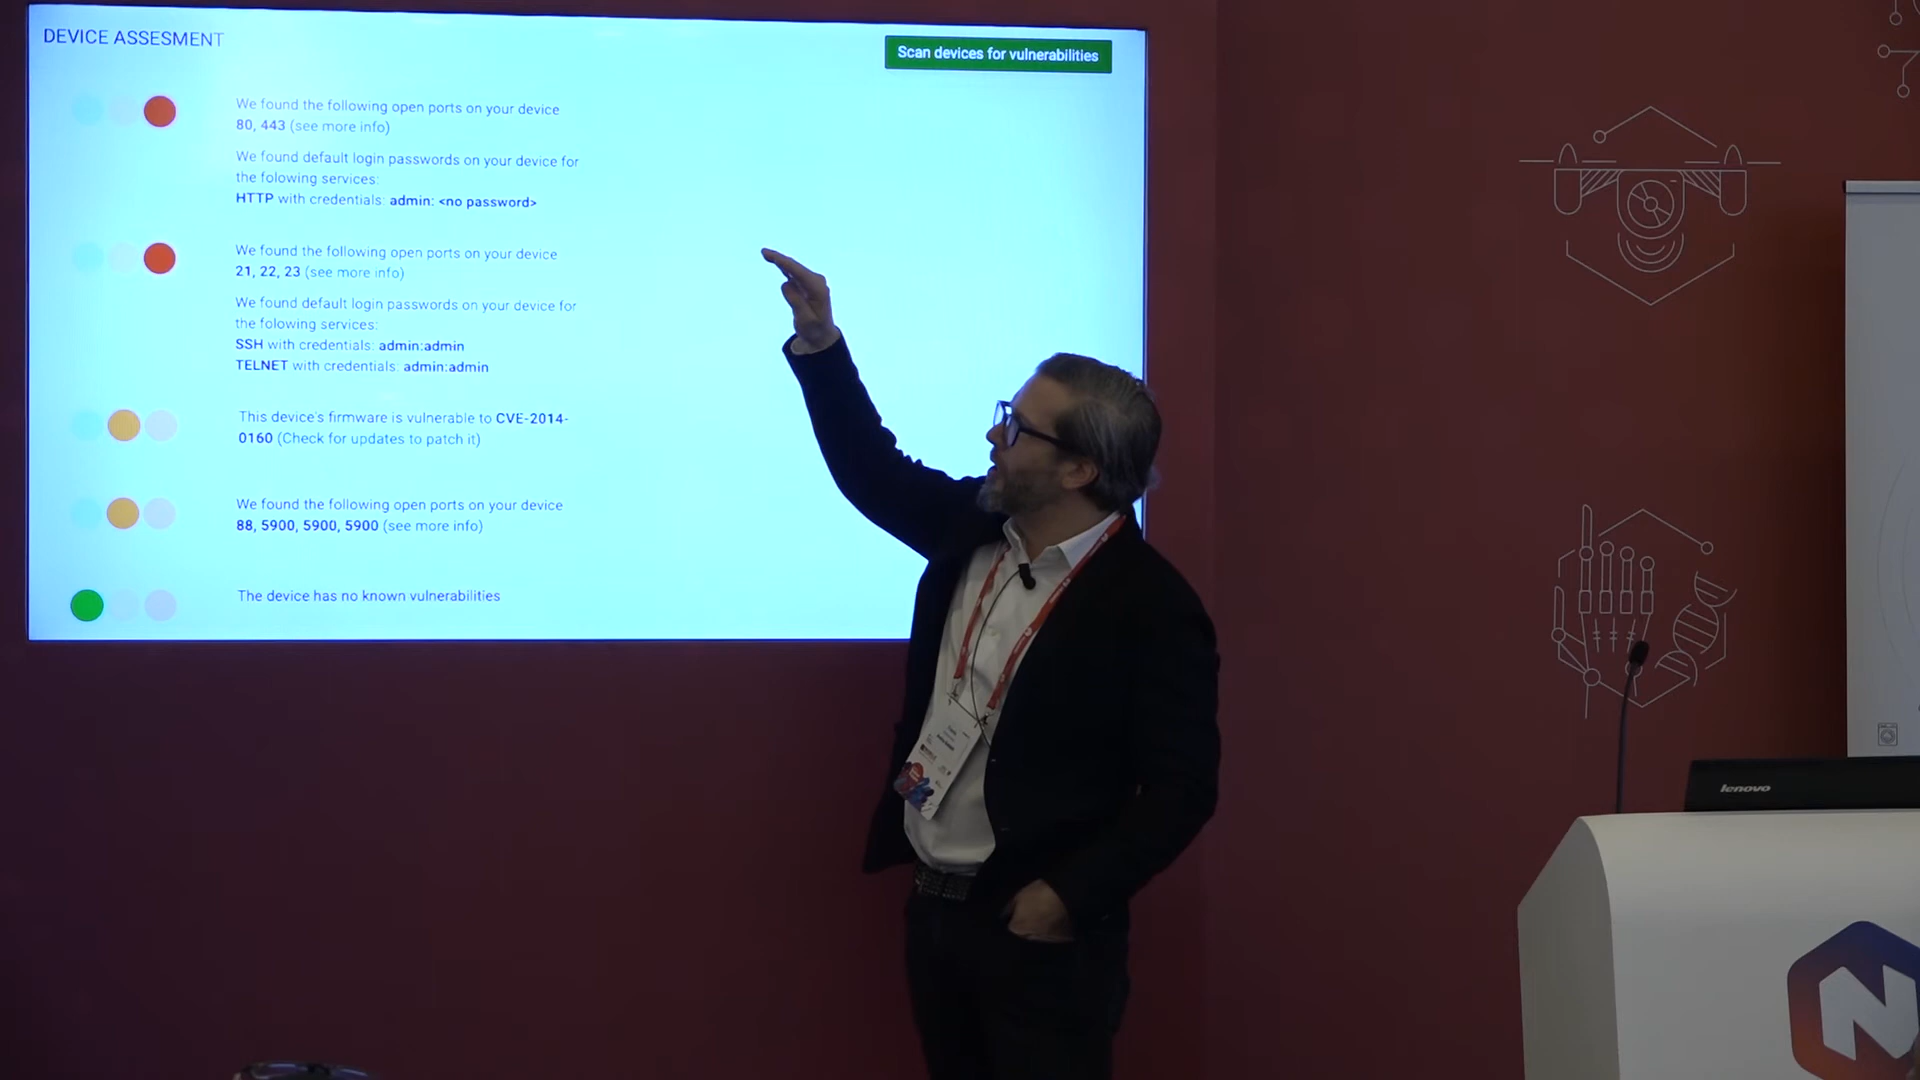 DEVICE ASSESMENT
Scan devices for vulnerabilities
We found the following open ports on your device
80, 443 (see more info)
We found default login passwords on your device for
the folowing services:
HTTP with credentials: admin: <no password>
We found the following open ports on your device
21, 22, 23 (see more info)
We found default login passwords on your device for
the folowing services:
SSH with credentials: admin:admin
TELNET with credentials: admin:admin
This device's firmware is vulnerable to CVE-2014-
0160 (Check for updates to patch it)
We found the following open ports on your device
88, 5900, 5900, 5900 (see more info)
The device has no known vulnerabilities
lenovo
N